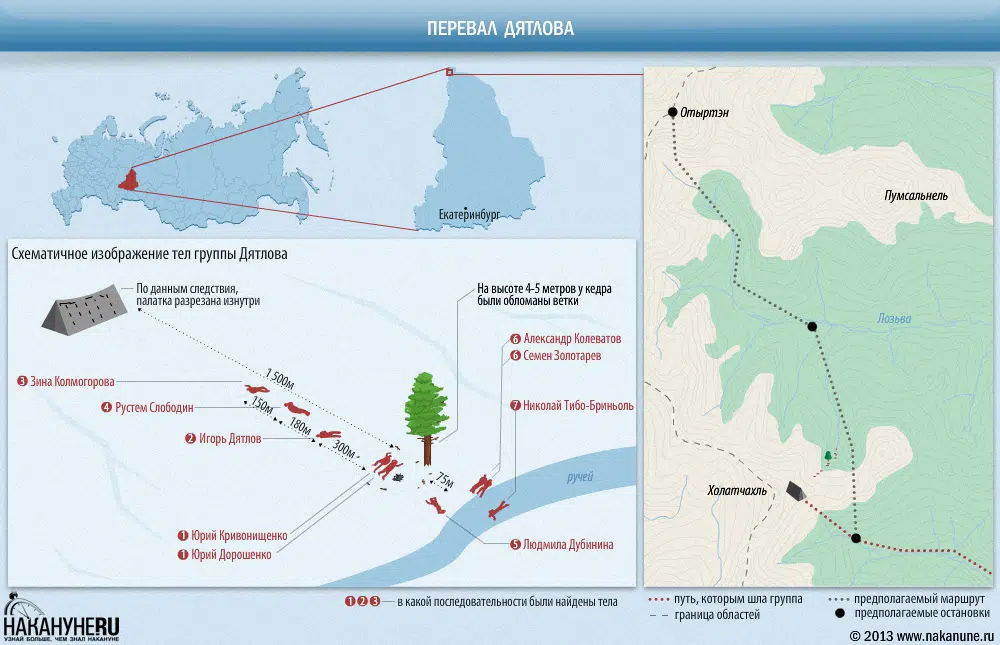 ПЕРЕВАЛ ДЯТЛОВА
Екатеринбург
Схематичное изображение тел группы Дятлова
По данным следствия,
палатка разрезана изнутри
На высоте 4-5 метров у кедра
были обломаны ветки
6 Александр Колеватов
6 Семен Золотарев
1 500м
3 Зина Колмогорова
4 Рустем Слободин
150м
7 Николай Тибо-Бриньоль
180м
2 Игорь Дятлов
300м
75м
ручей
1 Юрий Кривонищенко
1 Юрий Дорошенко
5 Людмила Дубинина
1 2 3 — в какой последовательности были найдены тела
Отыртэн
Пумсальнель
Лозьва
Холатчахль
путь, которым шла группа
граница областей
предполагаемый маршрут
предполагаемые остановки
НАКАНУНЕ.RU
УЗНАЙ БОЛЬШЕ, ЧЕМ ЗНАЛ НАКАНУНЕ
© 2013 www.nakanune.ru